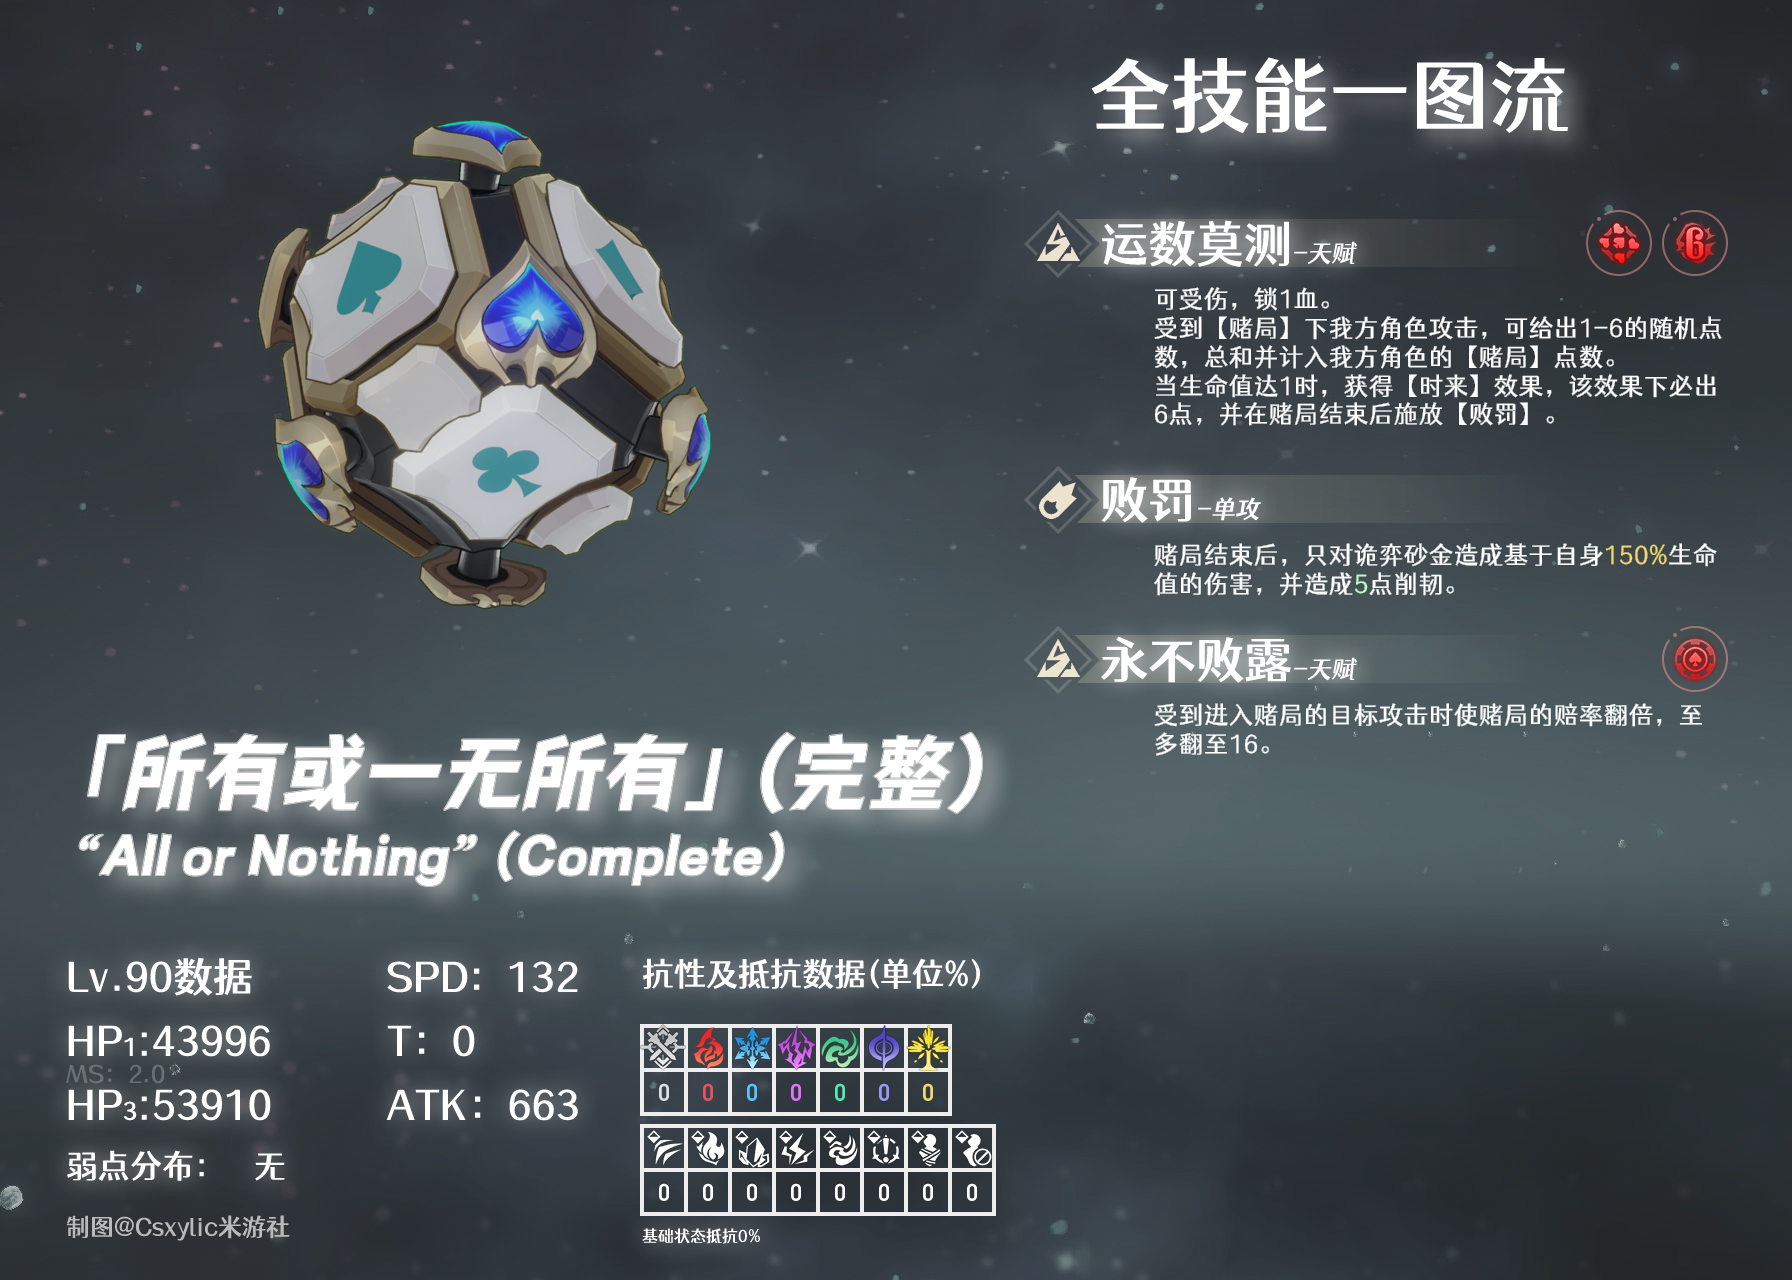 全技能一图流
运数莫测-天赋
可受伤，锁1血。
受到【赌局】下我方角色攻击，可给出1-6的随机点
数，总和并计入我方角色的【赌局】点数。
当生命值达1时，获得【时来】效果，该效果下必出
6点，并在赌局结束后施放【败罚】。
败罚-单攻
赌局结束后，只对诡弈砂金造成基于自身150%生命
值的伤害，并造成5点削韧。
永不败露-天赋
受到进入赌局的目标攻击时使赌局的赔率翻倍，至
多翻至16。
「所有或一无所有」（完整）
“All or Nothing”（Complete）
Lv.90数据
SPD：132
HP₁:43996
T：0
MS：2.0
HP₃:53910
ATK：663
弱点分布： 无
制图@Csxylic米游社
抗性及抵抗数据(单位%)
0 0 0 0 0 0 0
0 0 0 0 0 0 0 0
基础状态抵抗0%